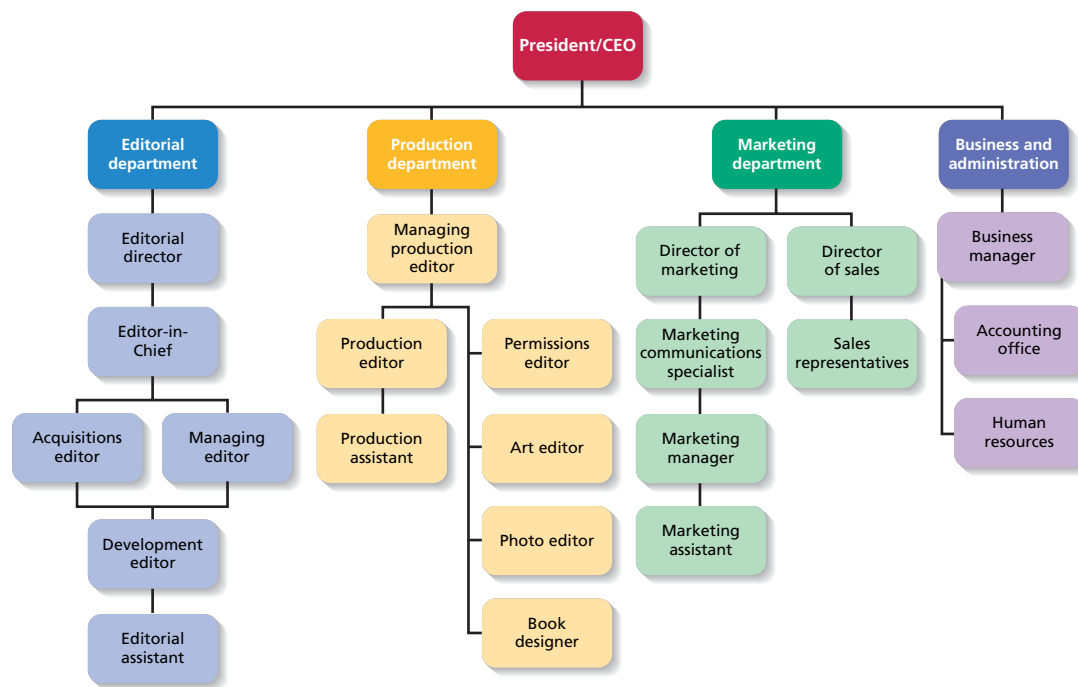 President/CEO
Editorial
department
Production
department
Marketing
department
Business and
administration
Editorial
director
Editor-in-
Chief
Acquisitions
editor
Managing
editor
Development
editor
Editorial
assistant
Managing
production
editor
Production
editor
Production
assistant
Permissions
editor
Art editor
Photo editor
Book
designer
Director of
marketing
Marketing
communications
specialist
Marketing
manager
Marketing
assistant
Director
of sales
Sales
representatives
Business
manager
Accounting
office
Human
resources